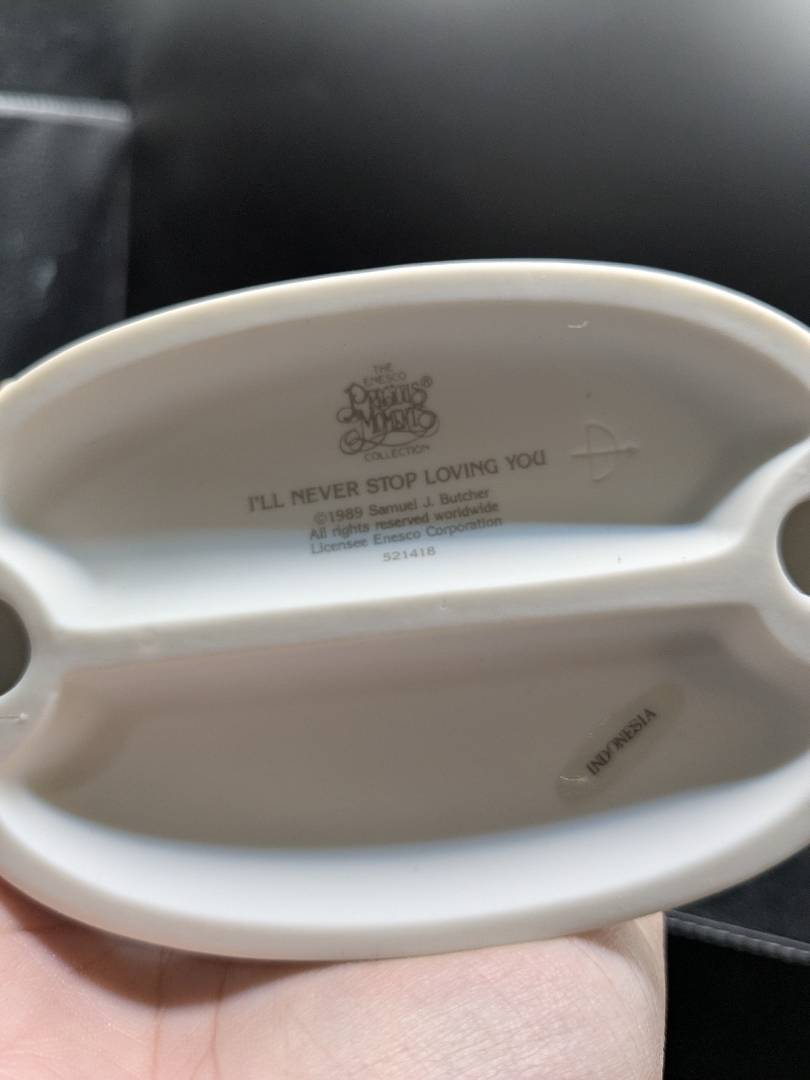 THE
ENESCO
PRECIOUS
MOMENTS®
COLLECTION
I'LL NEVER STOP LOVING YOU
©1989 Samuel J. Butcher
All rights reserved worldwide
Licensee Enesco Corporation
521418
INDONESIA